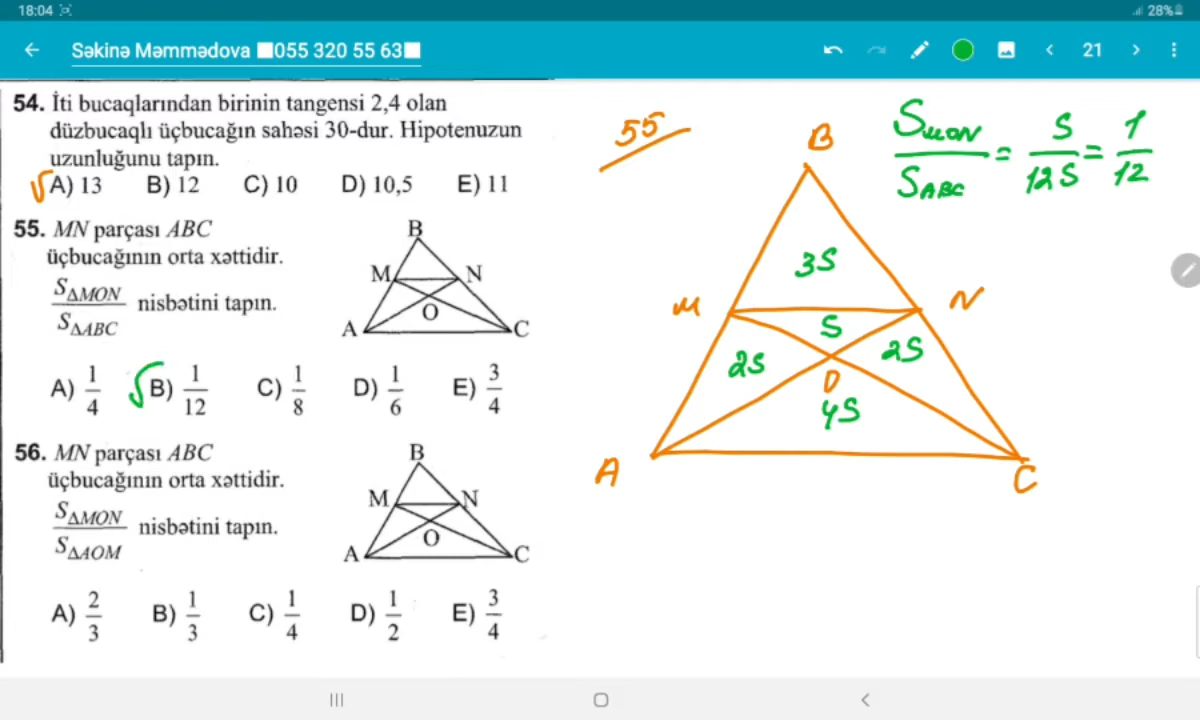 18:04
28%
Səkinə Məmmədova ■055 320 55 63■
21
54. İti bucaqlarından birinin tangensi 2,4 olan
düzbucaqlı üçbucağın sahəsi 30-dur. Hipotenuzun
uzunluğunu tapın.
A) 13 B) 12 C) 10 D) 10,5 E) 11
55. MN parçası ABC
üçbucağının orta xəttidir.
S△MON / S△ABC nisbətini tapın.
B
M N
O
A C
A) 1/4 B) 1/12 C) 1/8 D) 1/6 E) 3/4
56. MN parçası ABC
üçbucağının orta xəttidir.
S△MON / S△AOM nisbətini tapın.
B
M N
O
A C
A) 2/3 B) 1/3 C) 1/4 D) 1/2 E) 3/4
55
B
SMON / SABC = S / 12S = 1 / 12
3S
M N
S
2S 2S
O
4S
A C